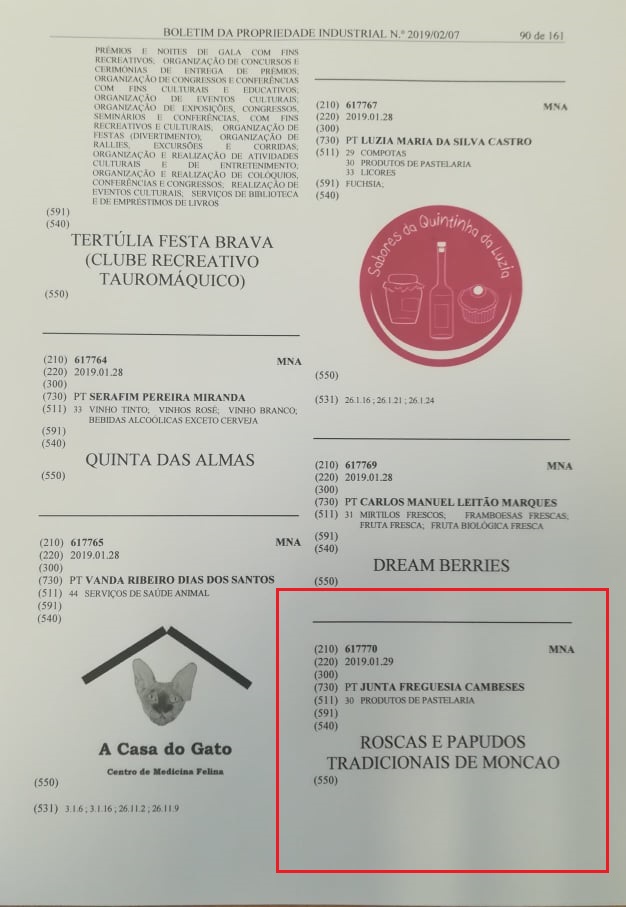 BOLETIM DA PROPRIEDADE INDUSTRIAL N.º 2019/02/07
90 de 161
PRÉMIOS E NOITES DE GALA COM FINS
RECREATIVOS; ORGANIZAÇÃO DE CONCURSOS E
CERIMÓNIAS DE ENTREGA DE PRÉMIOS;
ORGANIZAÇÃO DE CONGRESSOS E CONFERÊNCIAS
COM FINS CULTURAIS E EDUCATIVOS;
ORGANIZAÇÃO DE EVENTOS CULTURAIS;
ORGANIZAÇÃO DE EXPOSIÇÕES, CONGRESSOS,
SEMINÁRIOS E CONFERÊNCIAS, COM FINS
RECREATIVOS E CULTURAIS; ORGANIZAÇÃO DE
FESTAS (DIVERTIMENTO); ORGANIZAÇÃO DE
RALLIES, EXCURSÕES E CORRIDAS;
ORGANIZAÇÃO E REALIZAÇÃO DE ATIVIDADES
CULTURAIS E DE ENTRETENIMENTO;
ORGANIZAÇÃO E REALIZAÇÃO DE COLÓQUIOS,
CONFERÊNCIAS E CONGRESSOS; REALIZAÇÃO DE
EVENTOS CULTURAIS; SERVIÇOS DE BIBLIOTECA
E DE EMPRÉSTIMOS DE LIVROS
(591)
(540)
TERTÚLIA FESTA BRAVA
(CLUBE RECREATIVO
TAUROMÁQUICO)
(550)
(210) 617764 MNA
(220) 2019.01.28
(300)
(730) PT SERAFIM PEREIRA MIRANDA
(511) 33 VINHO TINTO; VINHOS ROSÉ; VINHO BRANCO;
BEBIDAS ALCOÓLICAS EXCETO CERVEJA
(591)
(540)
QUINTA DAS ALMAS
(550)
(210) 617765 MNA
(220) 2019.01.28
(300)
(730) PT VANDA RIBEIRO DIAS DOS SANTOS
(511) 44 SERVIÇOS DE SAÚDE ANIMAL
(591)
(540)
A Casa do Gato
Centro de Medicina Felina
(550)
(531) 3.1.6 ; 3.1.16 ; 26.11.2 ; 26.11.9
(210) 617767 MNA
(220) 2019.01.28
(300)
(730) PT LUZIA MARIA DA SILVA CASTRO
(511) 29 COMPOTAS
30 PRODUTOS DE PASTELARIA
33 LICORES
(591) FUCHSIA;
(540)
Sabores da Quintinha da Luzia
(550)
(531) 26.1.16 ; 26.1.21 ; 26.1.24
(210) 617769 MNA
(220) 2019.01.28
(300)
(730) PT CARLOS MANUEL LEITÃO MARQUES
(511) 31 MIRTILOS FRESCOS; FRAMBOESAS FRESCAS;
FRUTA FRESCA; FRUTA BIOLÓGICA FRESCA
(591)
(540)
DREAM BERRIES
(550)
(210) 617770 MNA
(220) 2019.01.29
(300)
(730) PT JUNTA FREGUESIA CAMBESES
(511) 30 PRODUTOS DE PASTELARIA
(591)
(540)
ROSCAS E PAPUDOS
TRADICIONAIS DE MONCAO
(550)